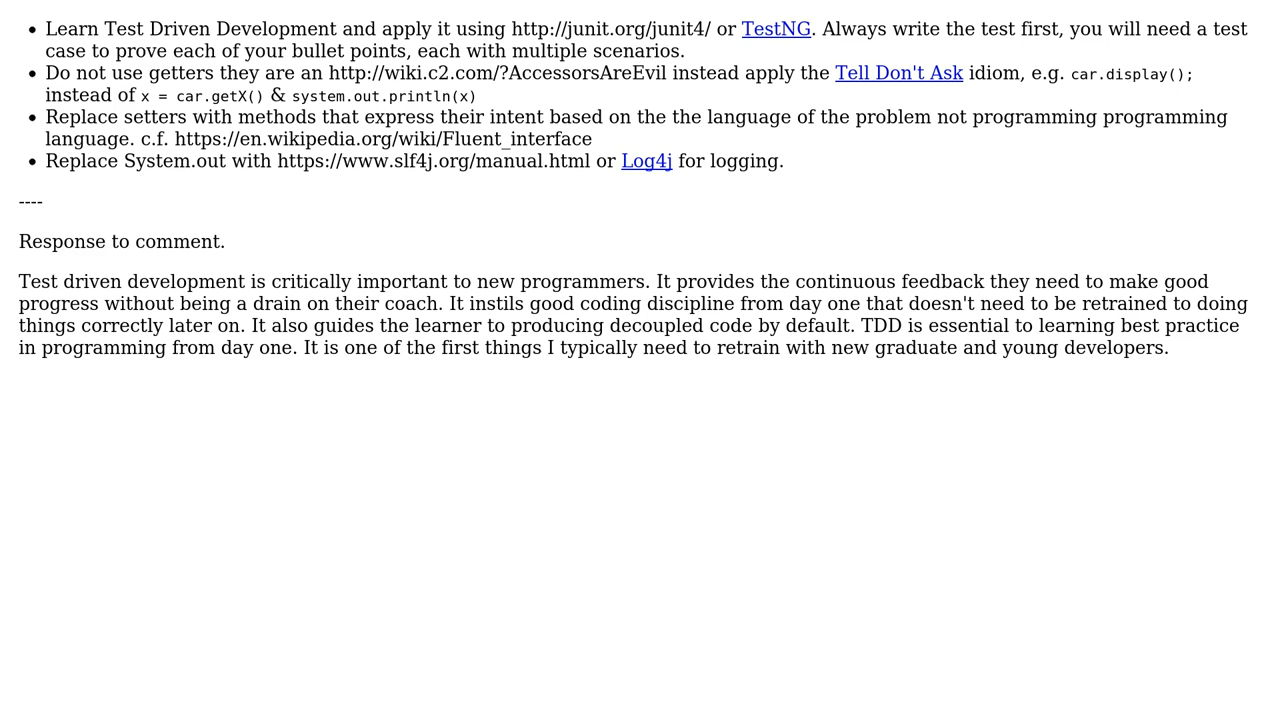 Learn Test Driven Development and apply it using http://junit.org/junit4/ or TestNG. Always write the test first, you will need a test
case to prove each of your bullet points, each with multiple scenarios.
Do not use getters they are an http://wiki.c2.com/?AccessorsAreEvil instead apply the Tell Don't Ask idiom, e.g. car.display();
instead of x = car.getX() & system.out.println(x)
Replace setters with methods that express their intent based on the the language of the problem not programming programming
language. c.f. https://en.wikipedia.org/wiki/Fluent_interface
Replace System.out with https://www.slf4j.org/manual.html or Log4j for logging.
----
Response to comment.
Test driven development is critically important to new programmers. It provides the continuous feedback they need to make good
progress without being a drain on their coach. It instils good coding discipline from day one that doesn't need to be retrained to doing
things correctly later on. It also guides the learner to producing decoupled code by default. TDD is essential to learning best practice
in programming from day one. It is one of the first things I typically need to retrain with new graduate and young developers.